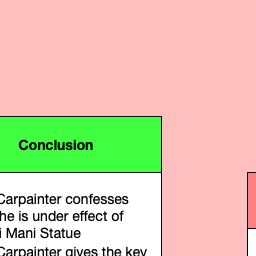 Conclusion
Carpainter confesses
he is under effect of
i Mani Statue
Carpainter gives the key